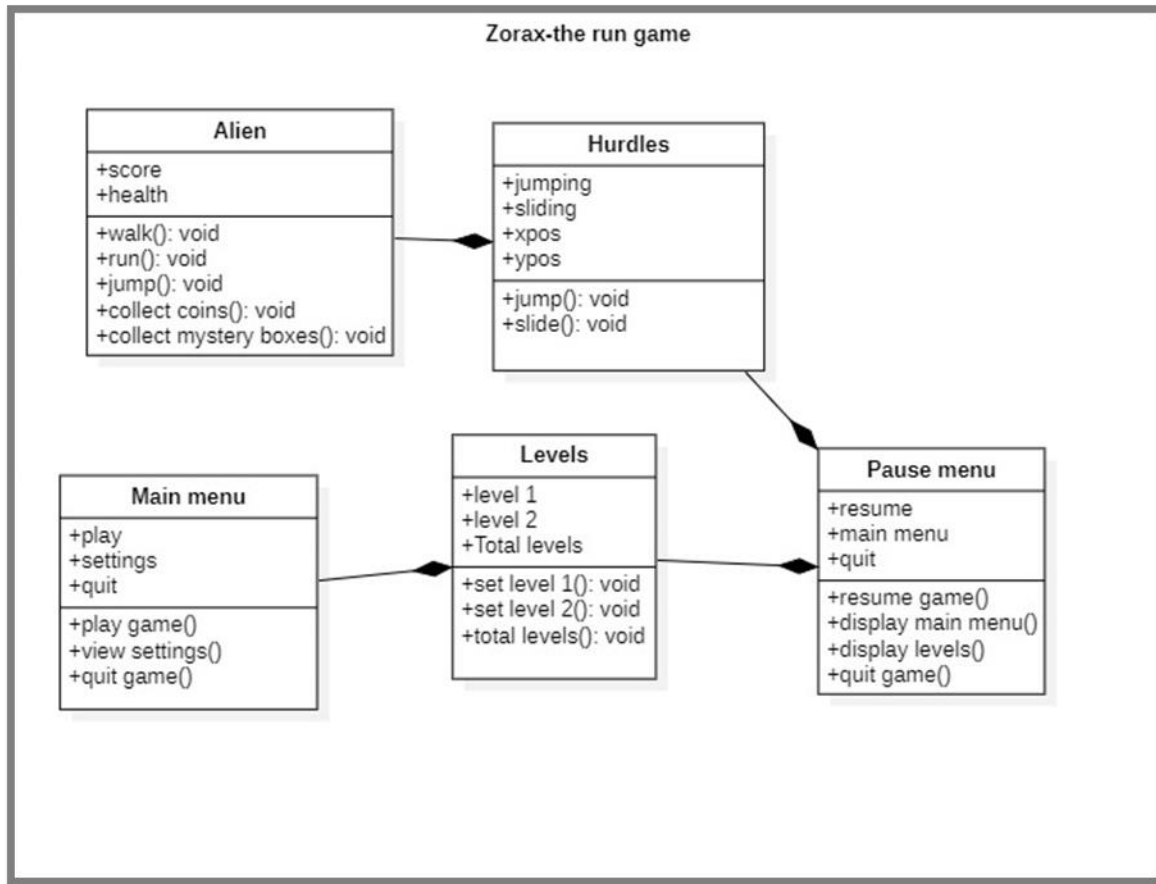 Zorax-the run game
Alien
+score
+health
+walk(): void
+run(): void
+jump(): void
+collect coins(): void
+collect mystery boxes(): void
Hurdles
+jumping
+sliding
+xpos
+ypos
+jump(): void
+slide(): void
Main menu
+play
+settings
+quit
+play game()
+view settings()
+quit game()
Levels
+level 1
+level 2
+Total levels
+set level 1(): void
+set level 2(): void
+total levels(): void
Pause menu
+resume
+main menu
+quit
+resume game()
+display main menu()
+display levels()
+quit game()